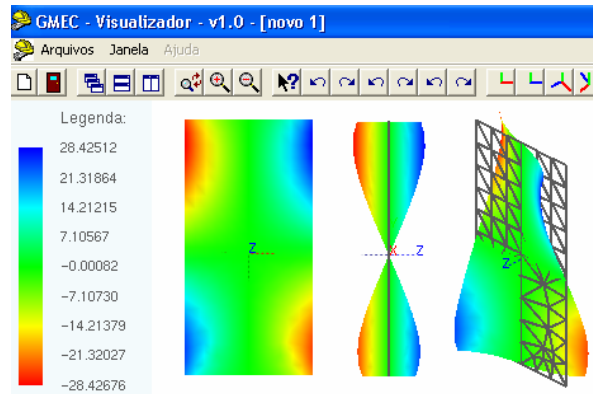 GMEC - Visualizador - v1.0 - [novo 1]
Arquivos Janela Ajuda
Legenda:
28.42512
21.31864
14.21215
7.10567
-0.00082
-7.10730
-14.21379
-21.32027
-28.42676
Z
X Z
Z